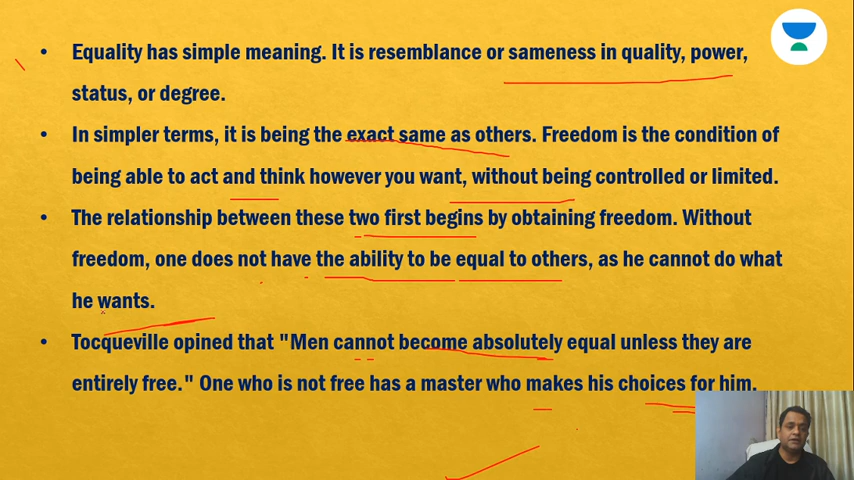 • Equality has simple meaning. It is resemblance or sameness in quality, power,
status, or degree.
• In simpler terms, it is being the exact same as others. Freedom is the condition of
being able to act and think however you want, without being controlled or limited.
• The relationship between these two first begins by obtaining freedom. Without
freedom, one does not have the ability to be equal to others, as he cannot do what
he wants.
• Tocqueville opined that "Men cannot become absolutely equal unless they are
entirely free." One who is not free has a master who makes his choices for him.